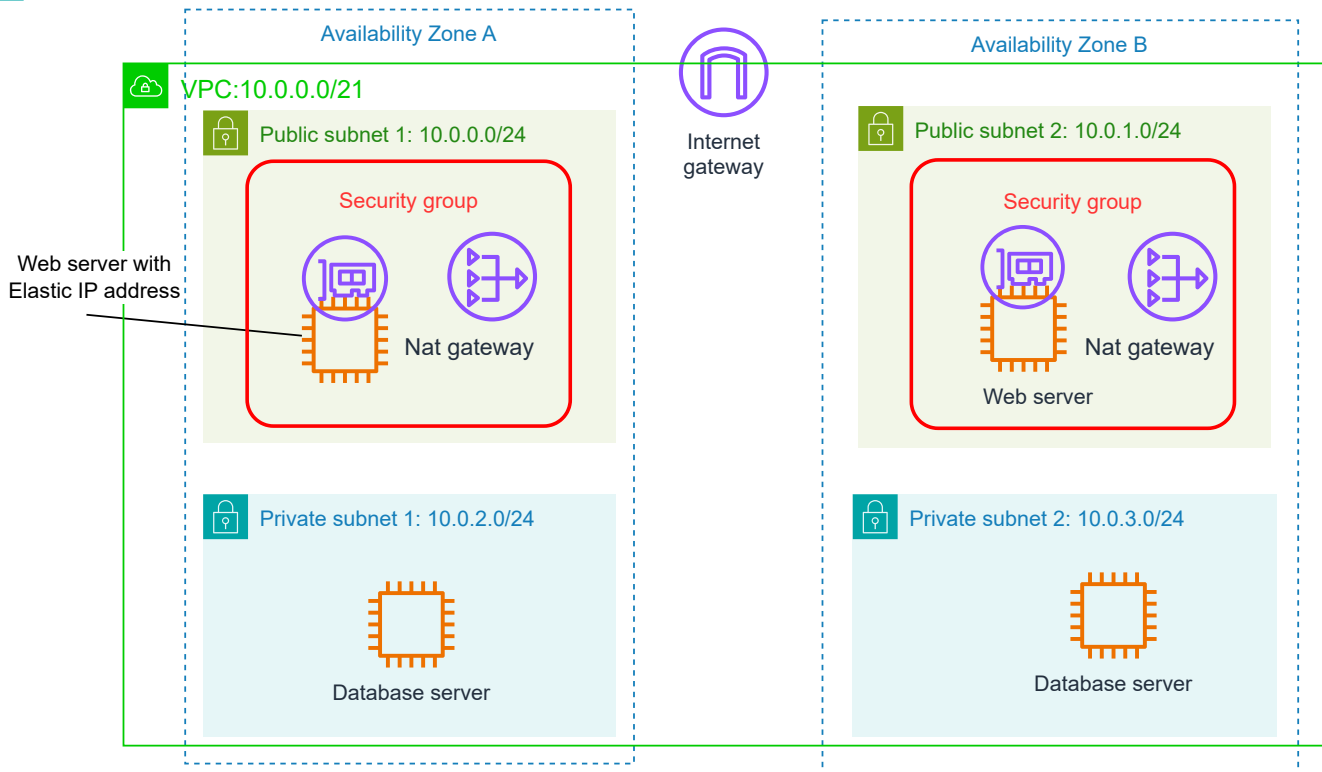 Availability Zone A
Availability Zone B
VPC:10.0.0.0/21
Internet
gateway
Public subnet 1: 10.0.0.0/24
Security group
Web server with
Elastic IP address
Nat gateway
Public subnet 2: 10.0.1.0/24
Security group
Nat gateway
Web server
Private subnet 1: 10.0.2.0/24
Database server
Private subnet 2: 10.0.3.0/24
Database server